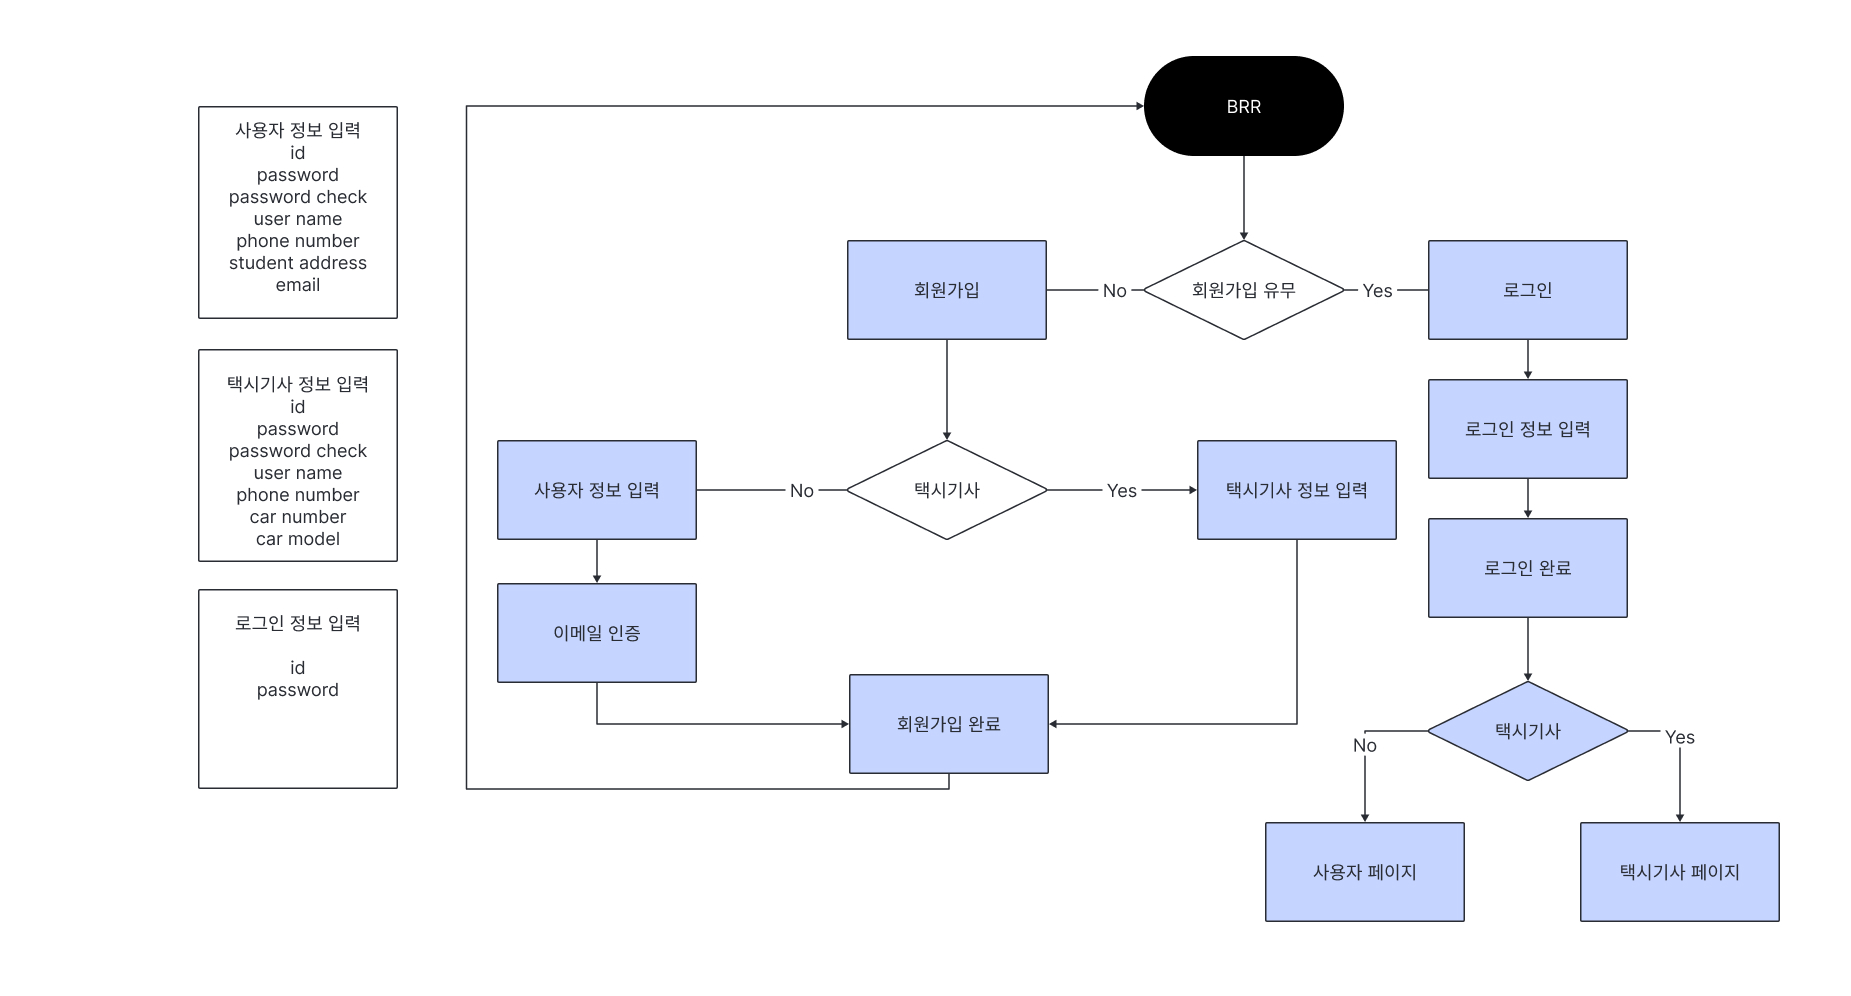 BRR
사용자 정보 입력
id
password
password check
user name
phone number
student address
email
회원가입
No
회원가입 유무
Yes
로그인
택시기사 정보 입력
id
password
password check
user name
phone number
car number
car model
로그인 정보 입력
사용자 정보 입력
No
택시기사
Yes
택시기사 정보 입력
로그인 완료
로그인 정보 입력
id
password
이메일 인증
회원가입 완료
택시기사
No
Yes
사용자 페이지
택시기사 페이지